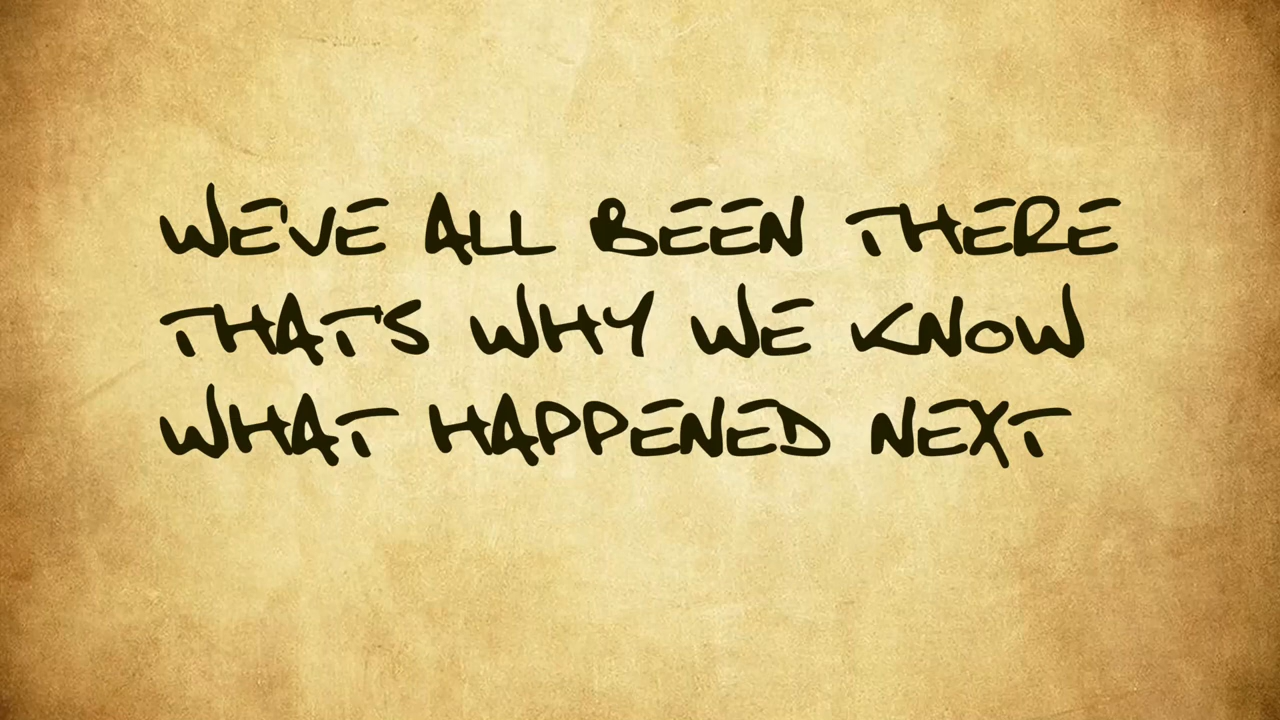 WE'VE ALL BEEN THERE
THAT'S WHY WE KNOW
WHAT HAPPENED NEXT